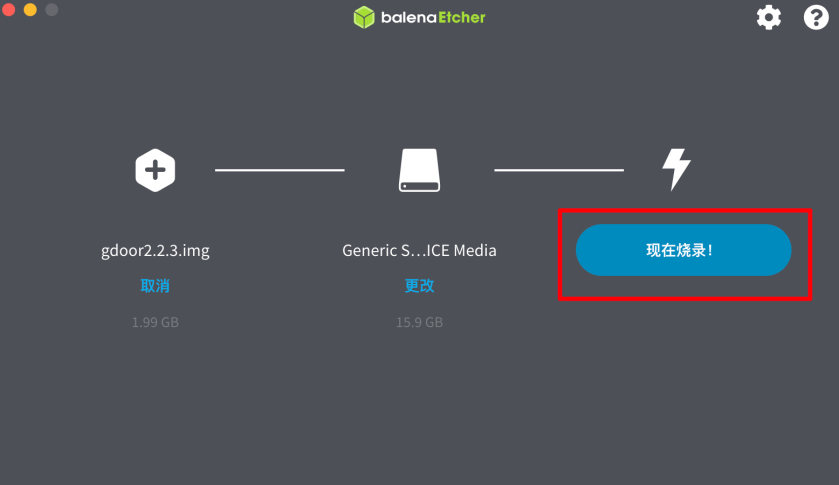 balenaEtcher
gdoor2.2.3.img
取消
1.99 GB
Generic S...ICE Media
更改
15.9 GB
现在烧录!